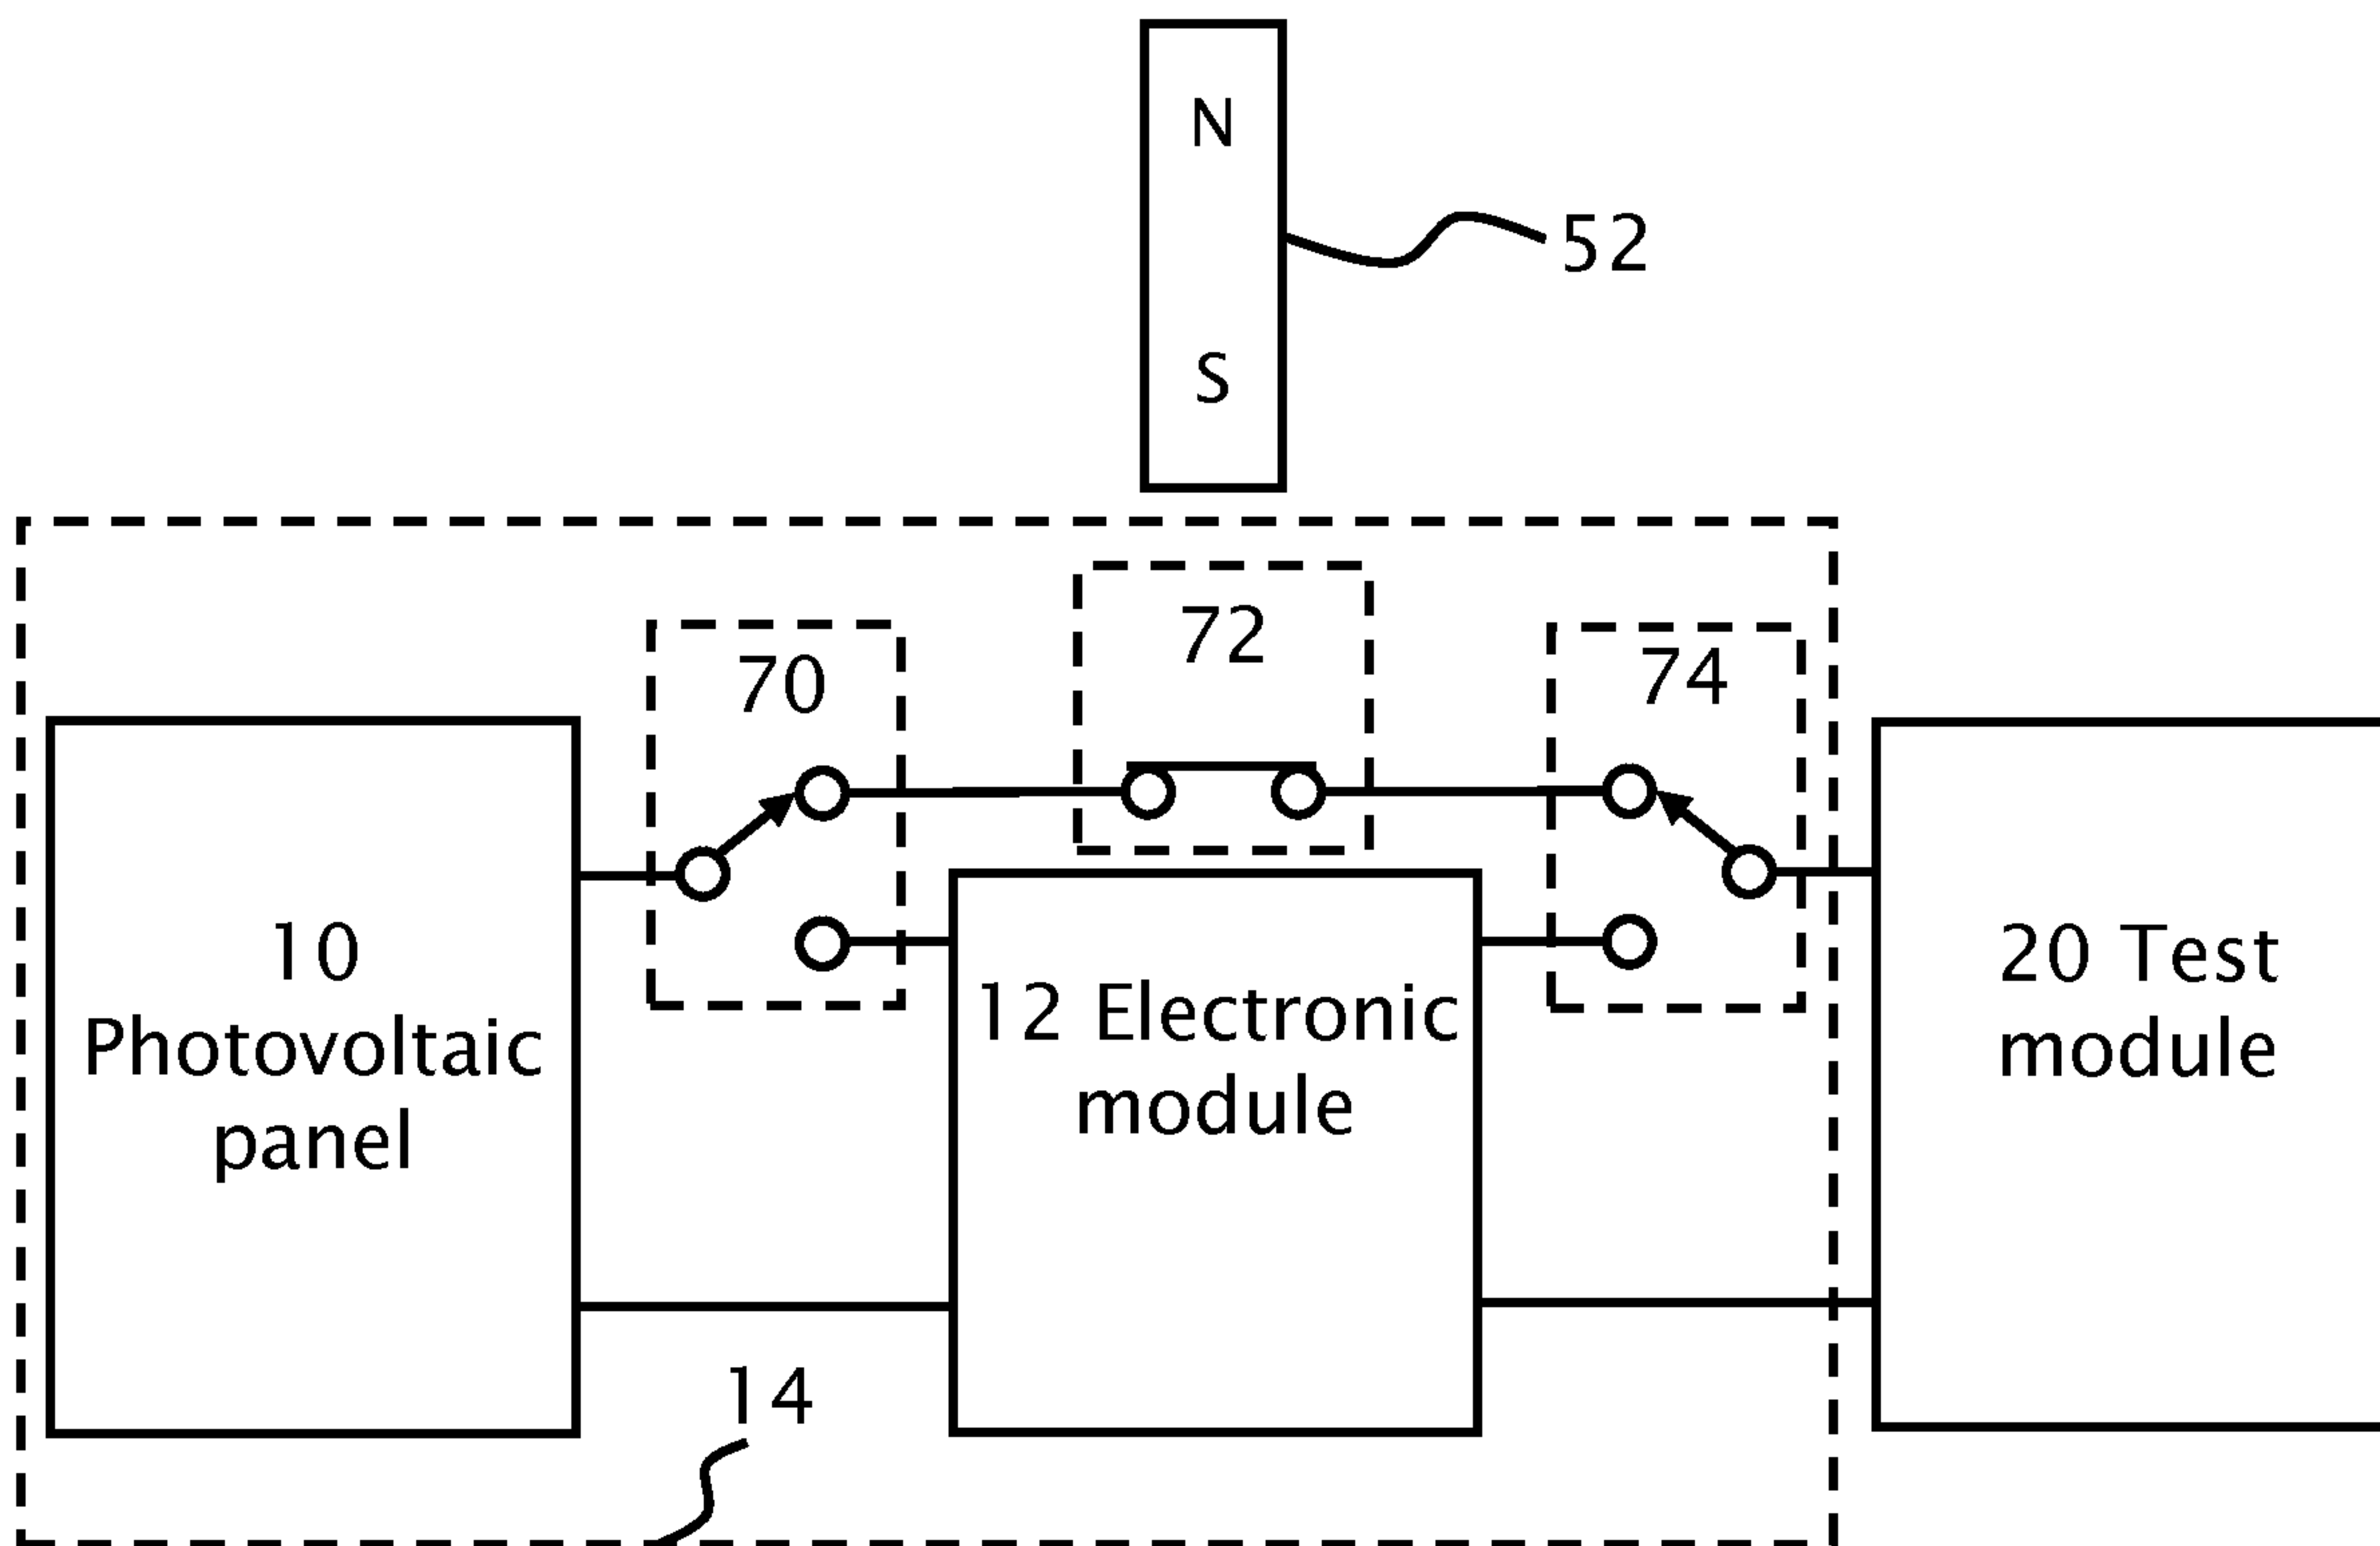 N
S
52
72
70
74
10
Photovoltaic
panel
12 Electronic
module
20 Test
module
14